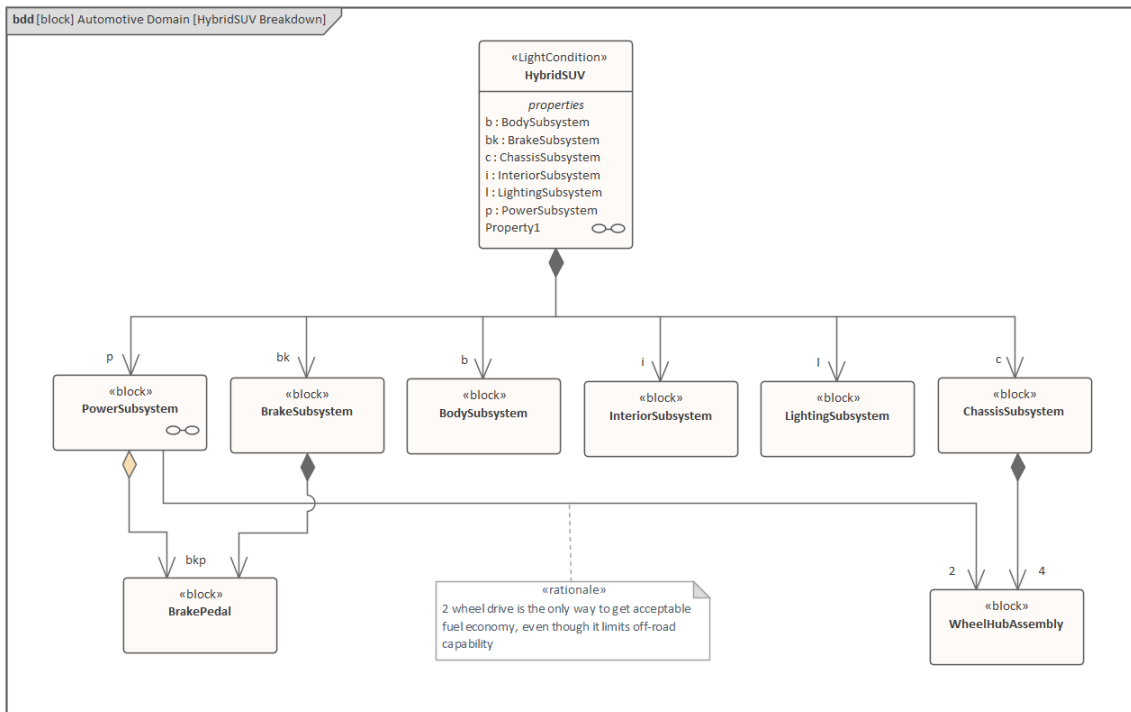 bdd [block] Automotive Domain [HybridSUV Breakdown]
«LightCondition»
HybridSUV
properties
b : BodySubsystem
bk : BrakeSubsystem
c : ChassisSubsystem
i : InteriorSubsystem
l : LightingSubsystem
p : PowerSubsystem
Property1
p
bk
b
i
l
c
«block»
PowerSubsystem
«block»
BrakeSubsystem
«block»
BodySubsystem
«block»
InteriorSubsystem
«block»
LightingSubsystem
«block»
ChassisSubsystem
bkp
2
4
«block»
BrakePedal
«rationale»
2 wheel drive is the only way to get acceptable
fuel economy, even though it limits off-road
capability
«block»
WheelHubAssembly